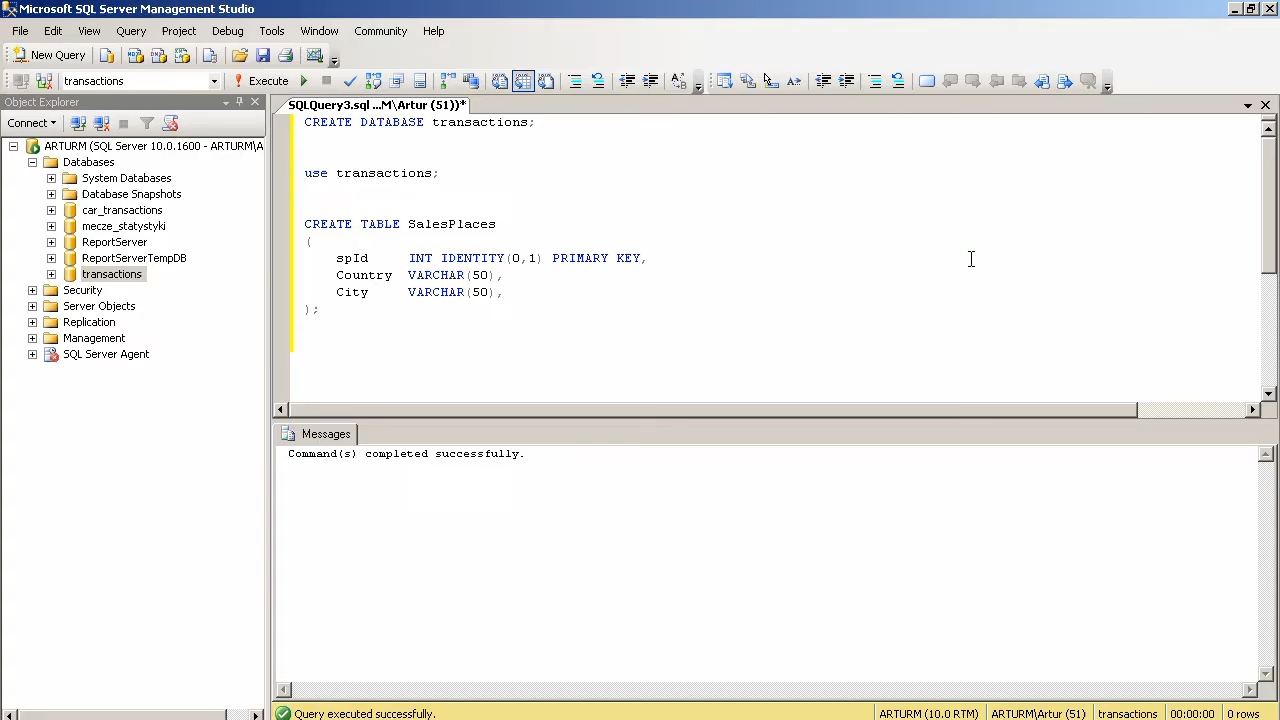 Microsoft SQL Server Management Studio
File Edit View Query Project Debug Tools Window Community Help
New Query
transactions Execute
Object Explorer
SQLQuery3.sql ...M\Artur (51))*
Connect
ARTURM (SQL Server 10.0.1600 - ARTURM\A
Databases
System Databases
Database Snapshots
car_transactions
mecze_statystyki
ReportServer
ReportServerTempDB
transactions
Security
Server Objects
Replication
Management
SQL Server Agent
CREATE DATABASE transactions;
use transactions;
CREATE TABLE SalesPlaces
(
spId INT IDENTITY(0,1) PRIMARY KEY,
Country VARCHAR(50),
City VARCHAR(50),
);
Messages
Command(s) completed successfully.
Query executed successfully.
ARTURM (10.0 RTM) ARTURM\Artur (51) transactions 00:00:00 0 rows